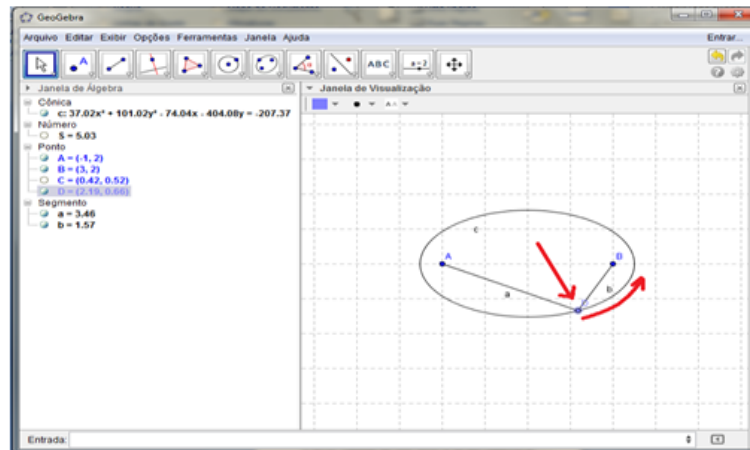 GeoGebra
Arquivo Editar Exibir Opções Ferramentas Janela Ajuda
Entrar...
A
ABC
a=2
Janela de Álgebra
Janela de Visualização
Cônica
c: 37.02x² + 101.02y² - 74.04x - 404.08y = -207.37
Número
S = 5.03
Ponto
A = (-1, 2)
B = (3, 2)
C = (0.42, 0.52)
D = (2.19, 0.66)
Segmento
a = 3.46
b = 1.57
c
A
B
a
b
Entrada: